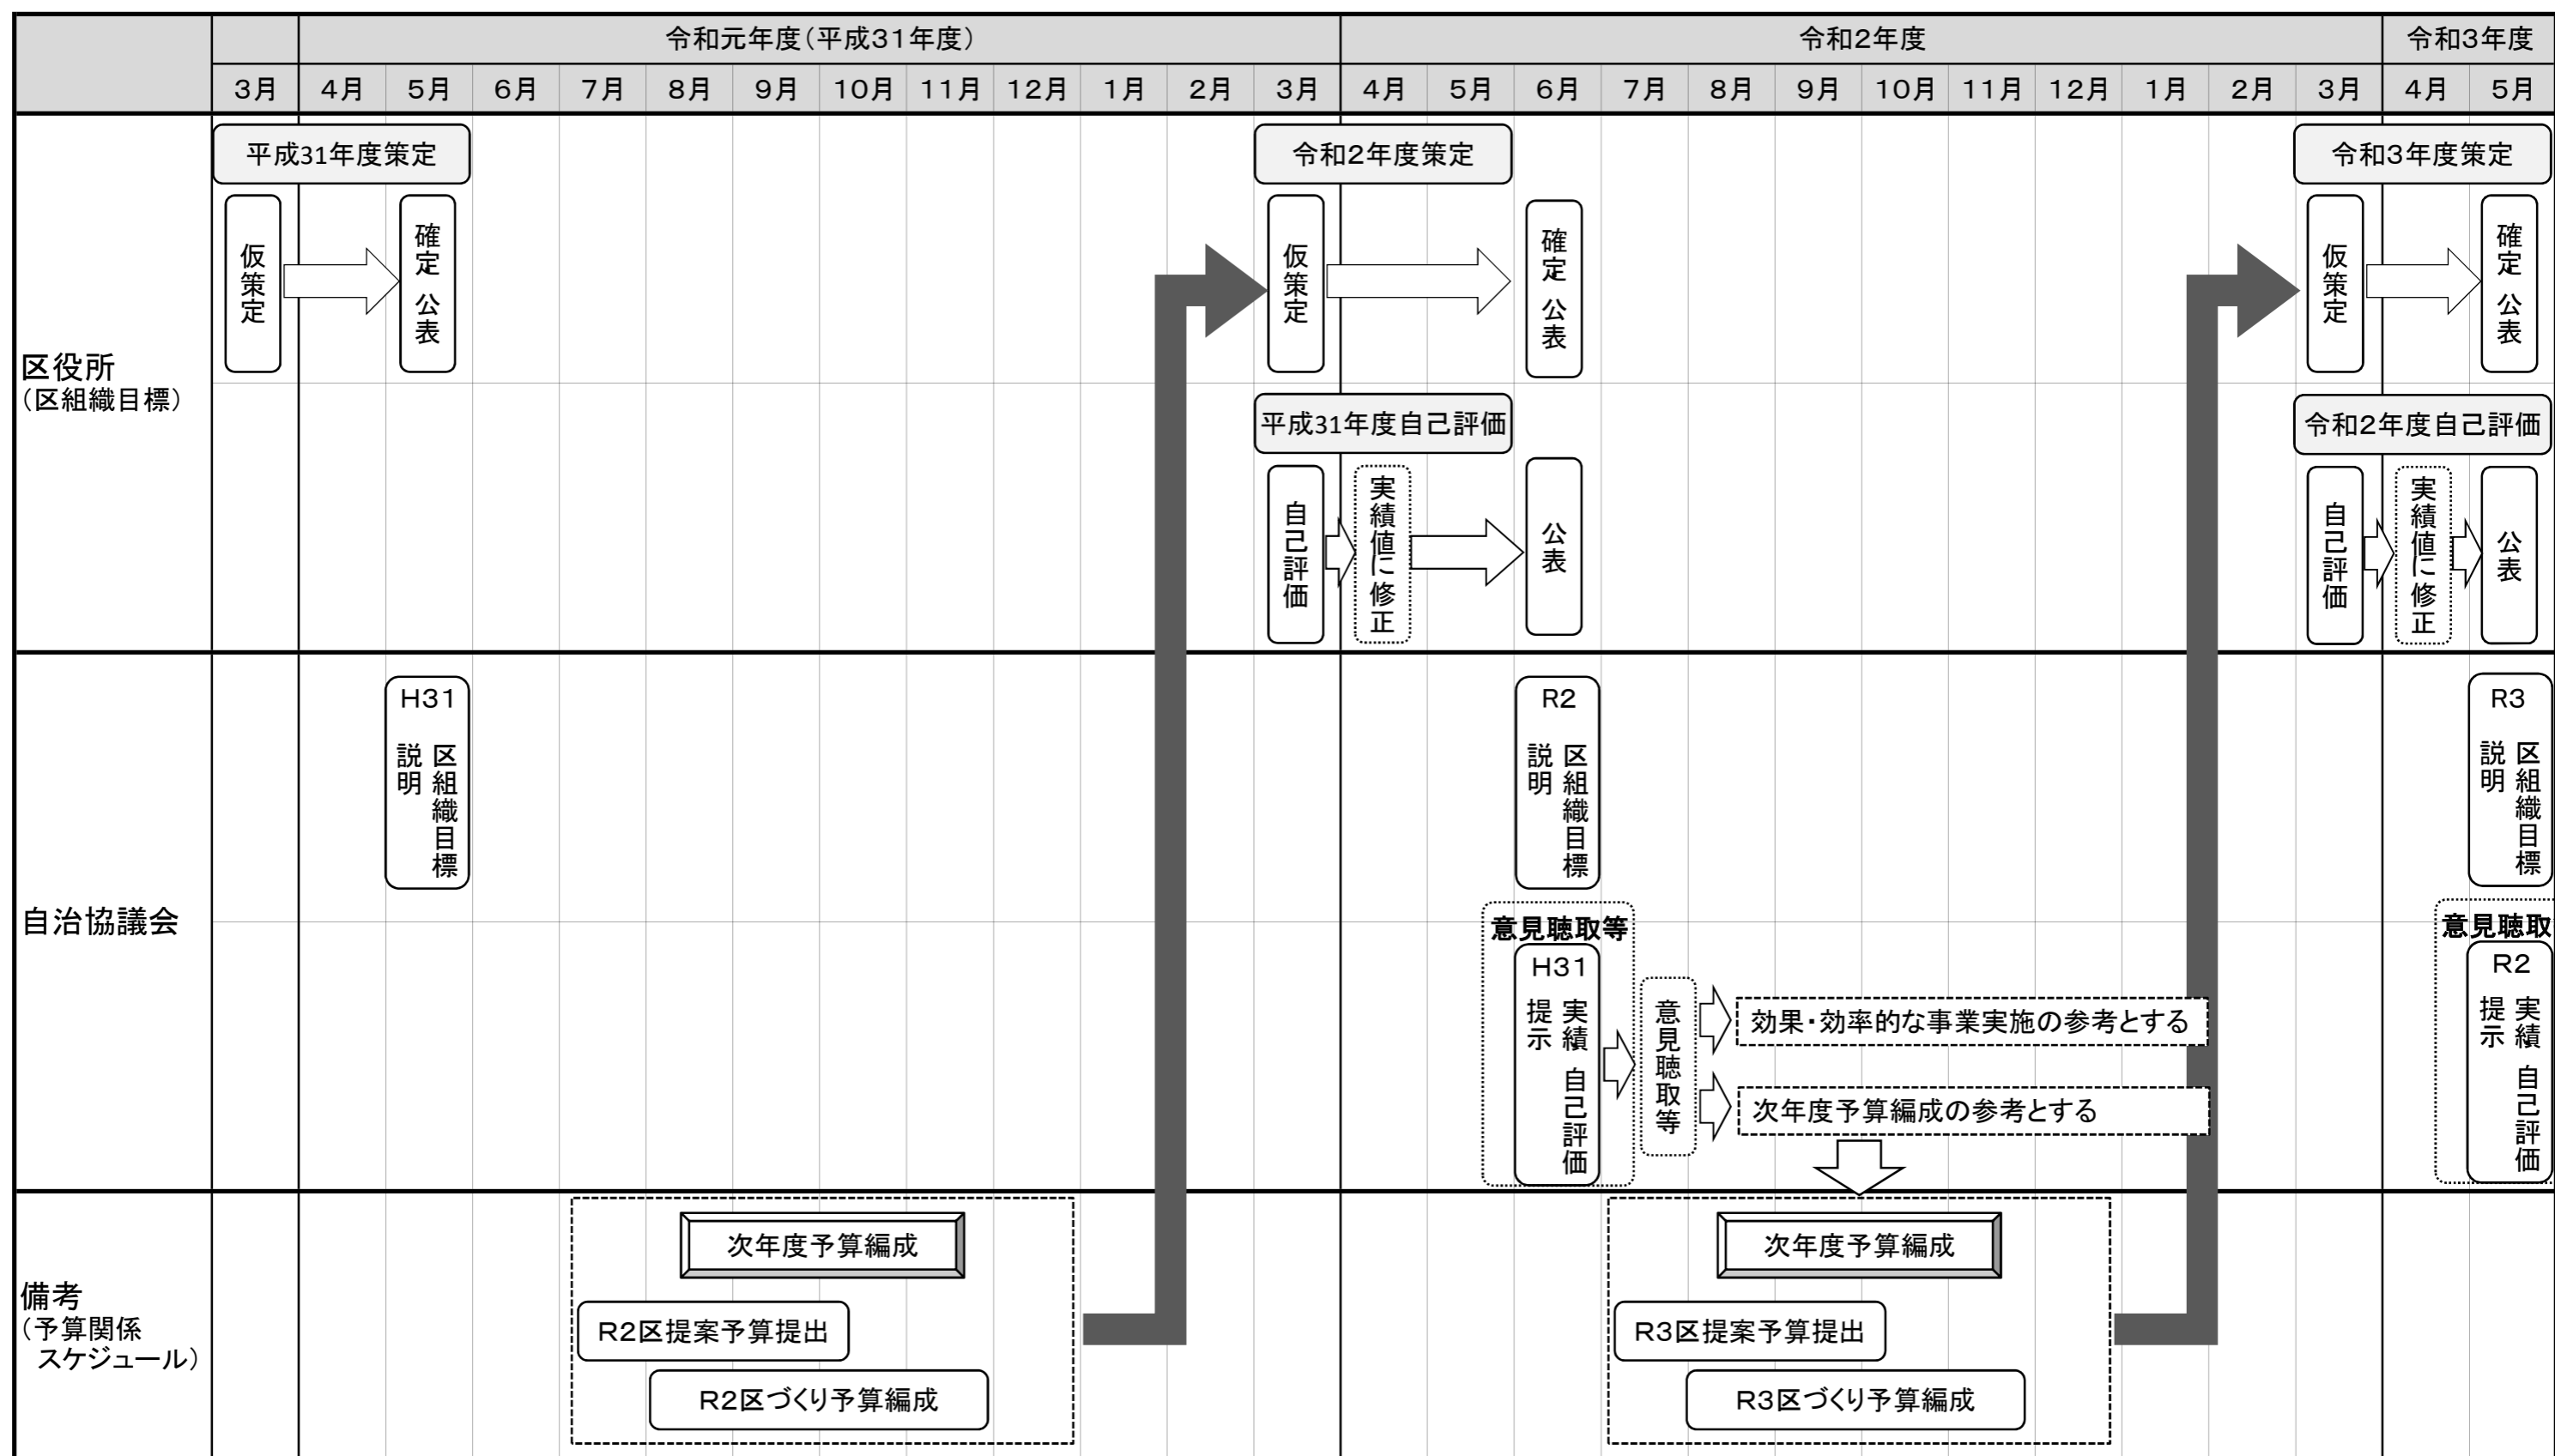 令和元年度（平成31年度）
令和2年度
令和3年度
3月 4月 5月 6月 7月 8月 9月 10月 11月 12月 1月 2月 3月 4月 5月 6月 7月 8月 9月 10月 11月 12月 1月 2月 3月 4月 5月
区役所
（区組織目標）
平成31年度策定
仮策定
確定 公表
令和2年度策定
仮策定
確定 公表
令和3年度策定
仮策定
確定 公表
平成31年度自己評価
自己評価
実績値に修正
公表
令和2年度自己評価
自己評価
実績値に修正
公表
自治協議会
H31
区組織目標
説明
R2
区組織目標
説明
R3
区組織目標
説明
意見聴取等
H31
実績 自己評価
提示
意見聴取等
効果・効率的な事業実施の参考とする
次年度予算編成の参考とする
意見聴取
R2
実績 自己評価
提示
備考
（予算関係
スケジュール）
次年度予算編成
R2区提案予算提出
R2区づくり予算編成
次年度予算編成
R3区提案予算提出
R3区づくり予算編成